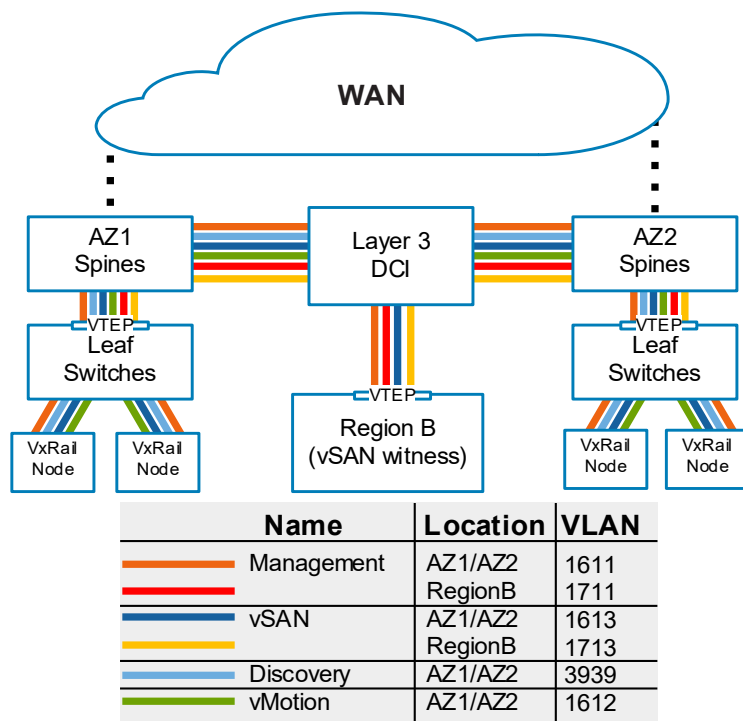 WAN
AZ1
Spines
Layer 3
DCI
AZ2
Spines
VTEP
Leaf
Switches
VTEP
Leaf
Switches
VTEP
Region B
(vSAN witness)
VxRail
Node
VxRail
Node
VxRail
Node
VxRail
Node
Name Location VLAN
Management AZ1/AZ2 1611
RegionB 1711
vSAN AZ1/AZ2 1613
RegionB 1713
Discovery AZ1/AZ2 3939
vMotion AZ1/AZ2 1612